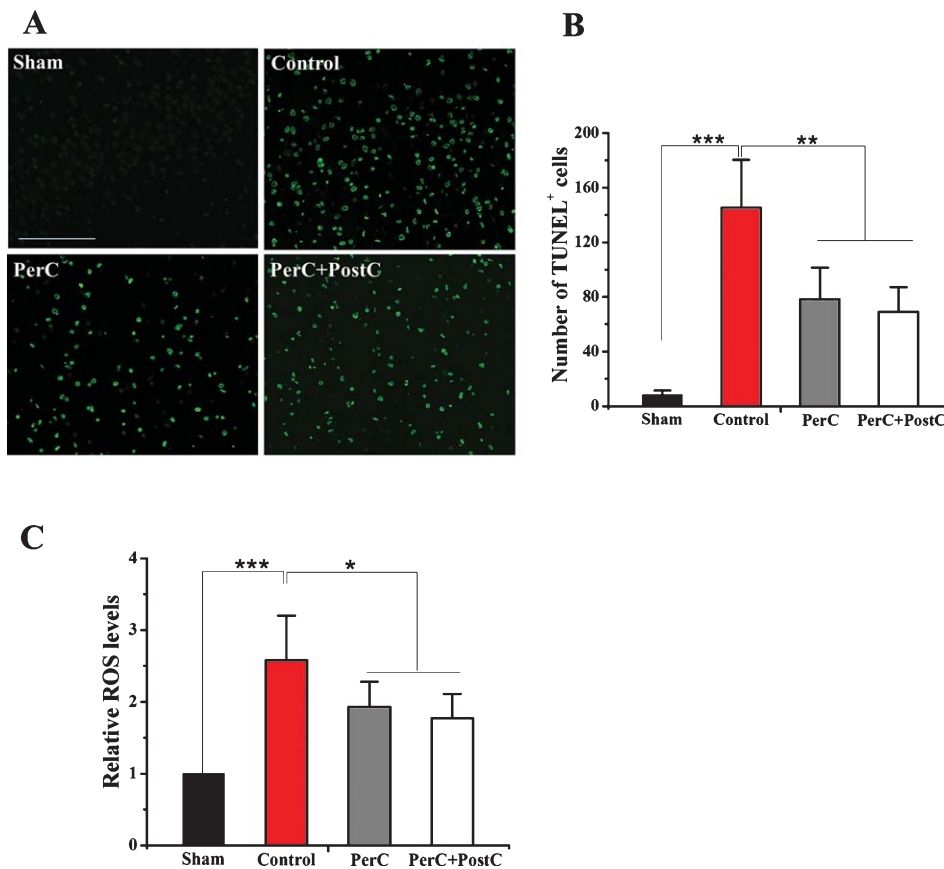 A
Sham
Control
PerC
PerC+PostC
B
Number of TUNEL+ cells
200
160
120
80
40
0
***
**
Sham
Control
PerC
PerC+PostC
C
Relative ROS levels
4
3
2
1
0
***
*
Sham
Control
PerC
PerC+PostC